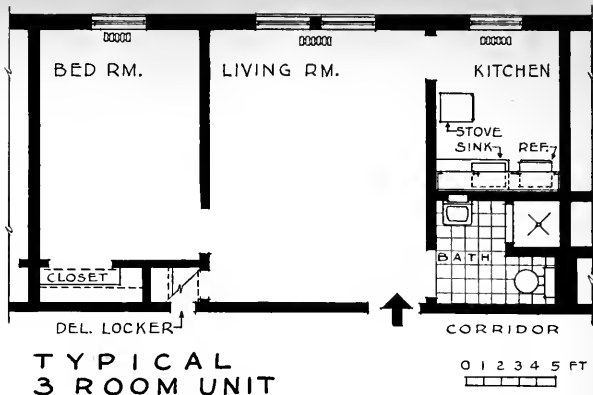 BED RM.
LIVING RM.
KITCHEN
STOVE
SINK
REF.
BATH
CLOSET
DEL. LOCKER
CORRIDOR
TYPICAL
3 ROOM UNIT
0 1 2 3 4 5 FT